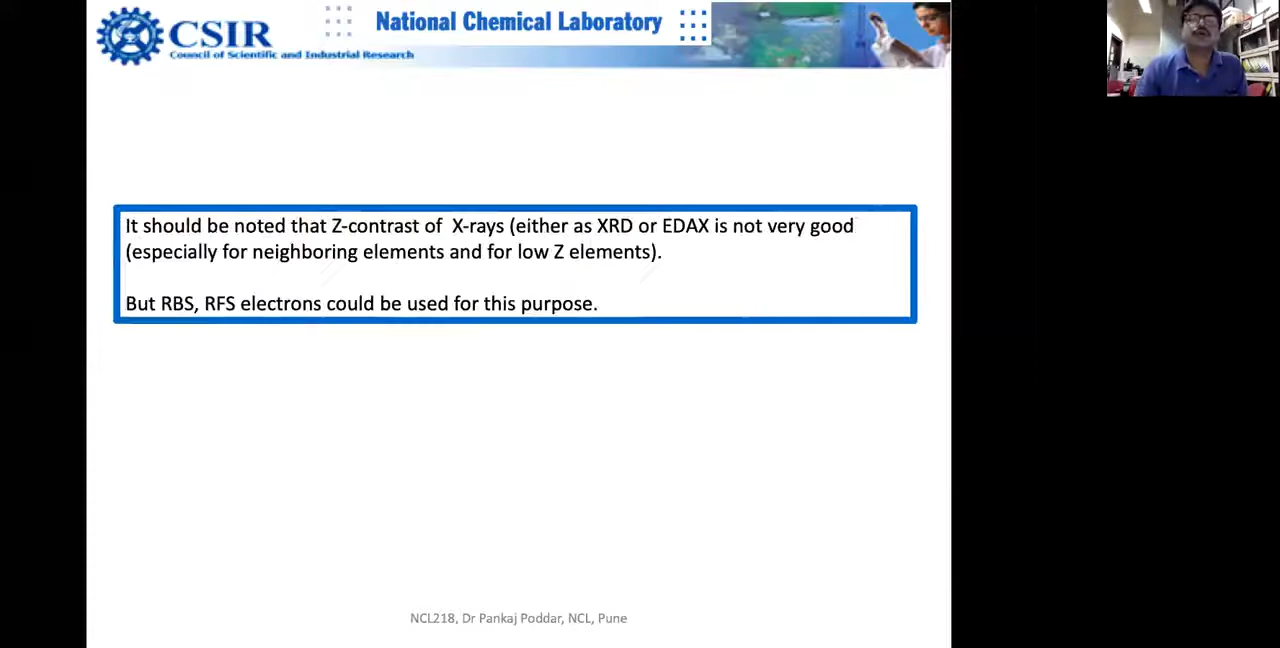 CSIR
Council of Scientific and Industrial Research
National Chemical Laboratory
It should be noted that Z-contrast of X-rays (either as XRD or EDAX is not very good
(especially for neighboring elements and for low Z elements).
But RBS, RFS electrons could be used for this purpose.
NCL218, Dr Pankaj Poddar, NCL, Pune